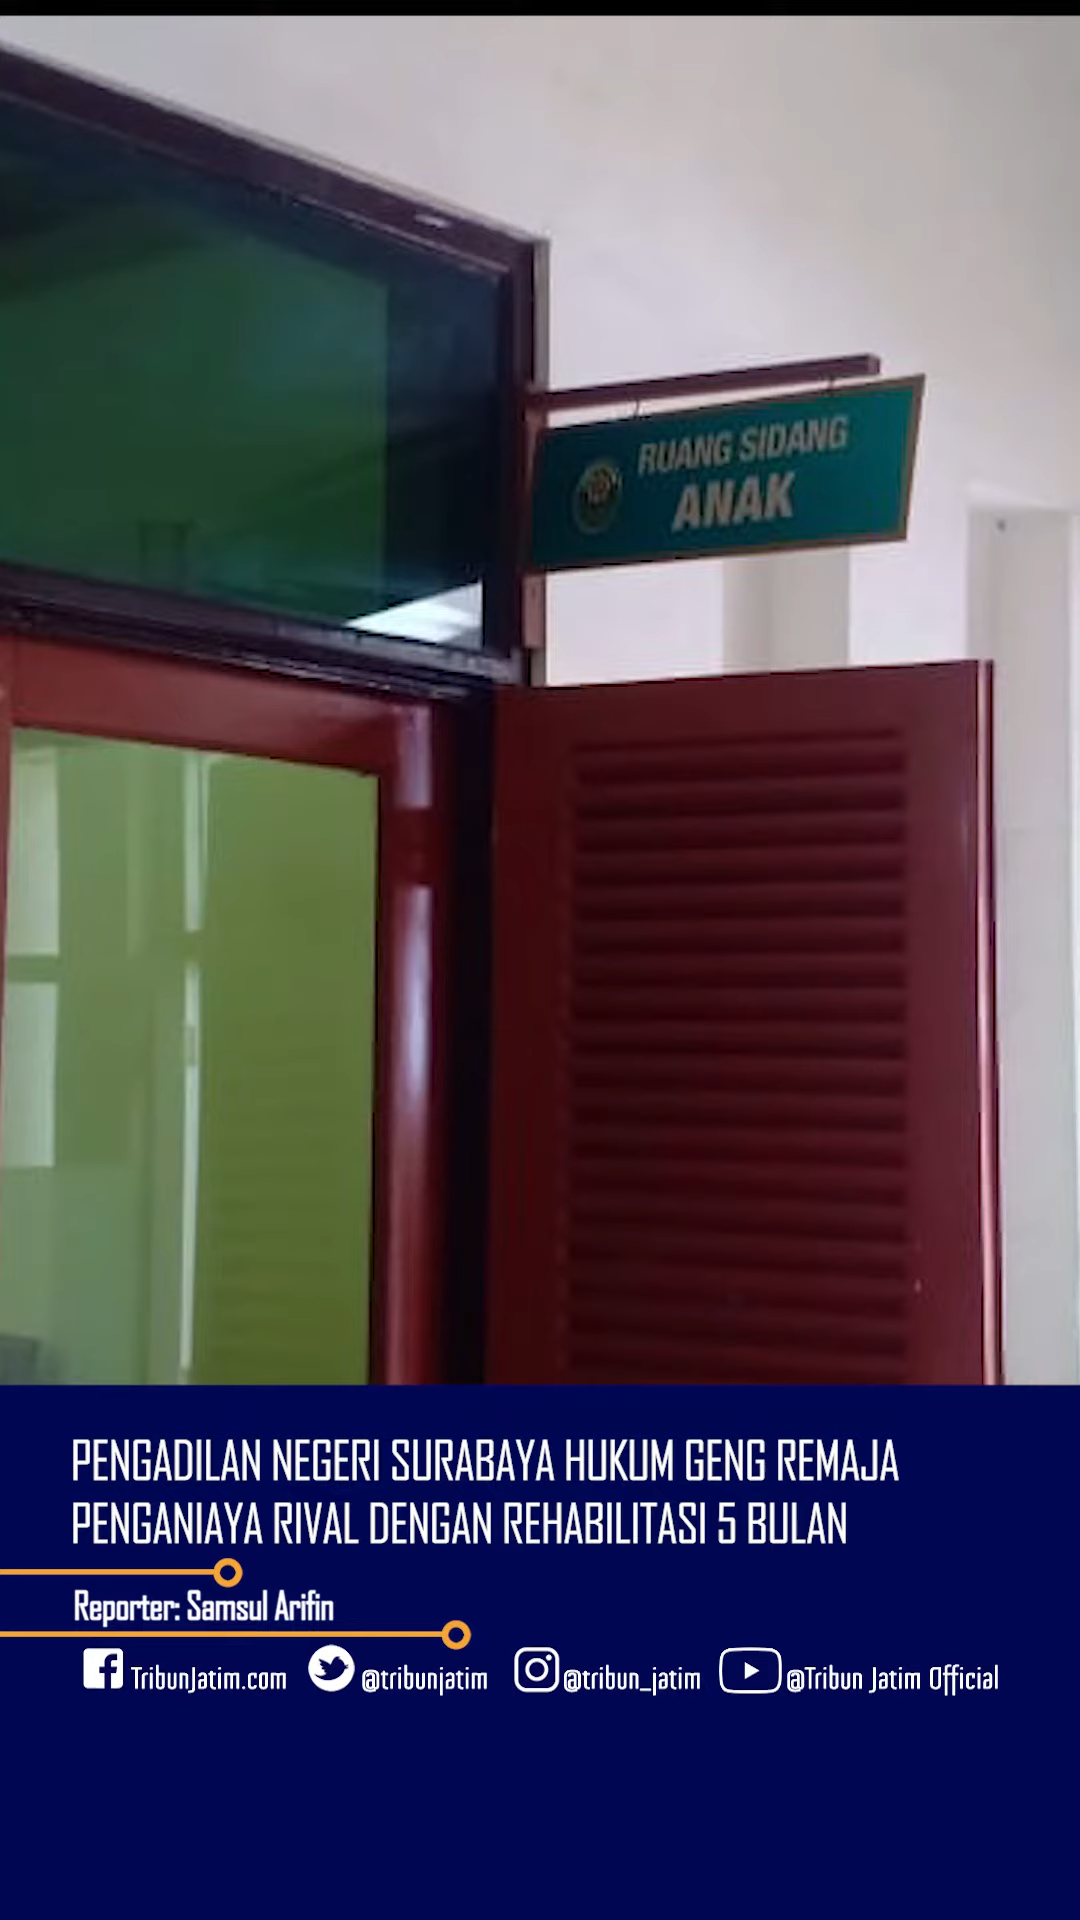 RUANG SIDANG
ANAK
PENGADILAN NEGERI SURABAYA HUKUM GENG REMAJA
PENGANIAYA RIVAL DENGAN REHABILITASI 5 BULAN
Reporter: Samsul Arifin
TribunJatim.com @tribunjatim @tribun_jatim @Tribun Jatim Official